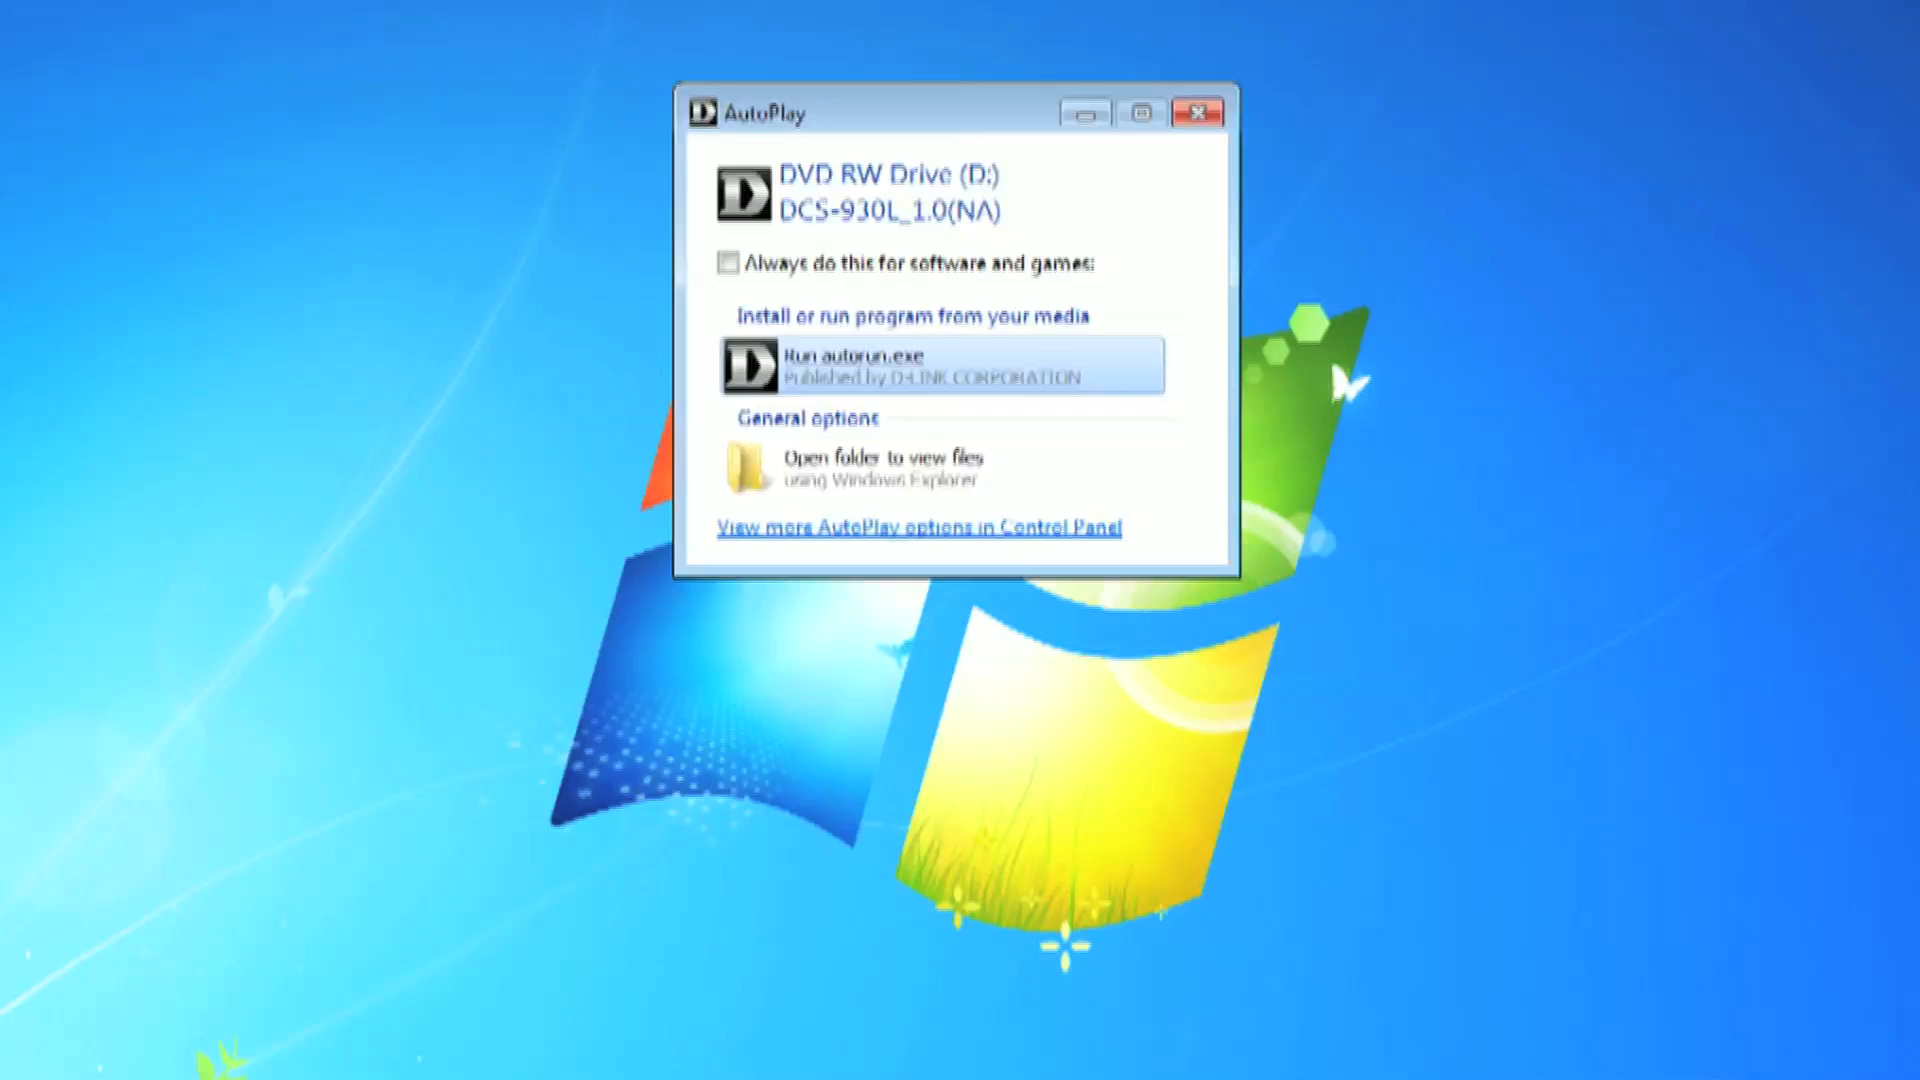 AutoPlay
DVD RW Drive (D:)
DCS-930L_1.0(NA)
Always do this for software and games:
Install or run program from your media
Run autorun.exe
Published by D-LINK CORPORATION
General options
Open folder to view files
using Windows Explorer
View more AutoPlay options in Control Panel